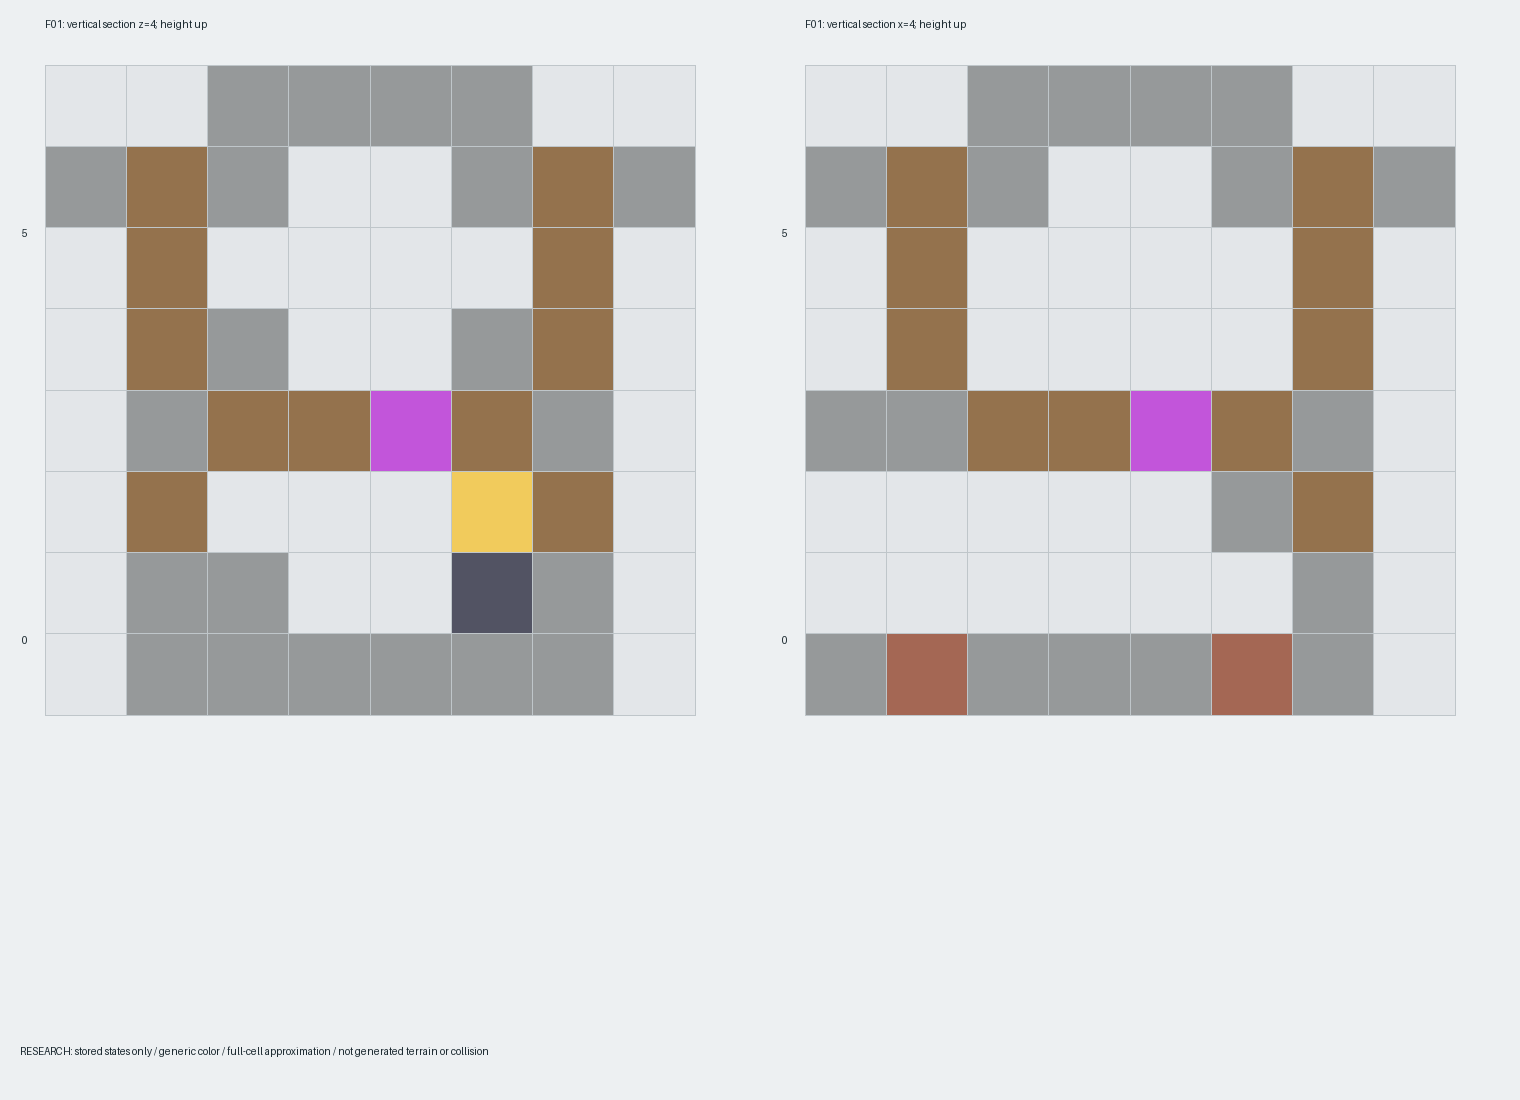 F01: vertical section z=4; height up
F01: vertical section x=4; height up
5
5
0
0
RESEARCH: stored states only / generic color / full-cell approximation / not generated terrain or collision